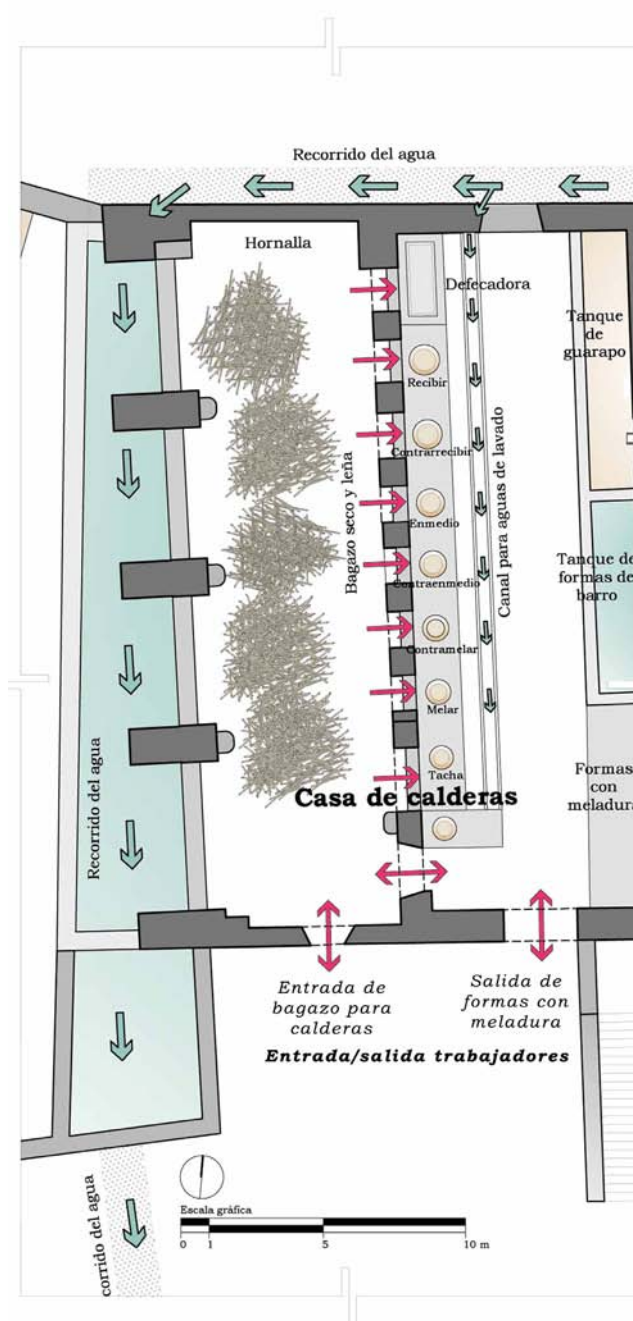 Recorrido del agua
Hornalla
Defecadora
Tanque
de
guarapo
Recibir
Contrarrecibir
Bagazo seco y leña
Enmedio
Canal para aguas de lavado
Contraenmedio
Tanque de
formas de
barro
Contramelar
Melar
Recorrido del agua
Tacha
Formas
con
meladura
Casa de calderas
Entrada de
bagazo para
calderas
Salida de
formas con
meladura
Entrada/salida trabajadores
Escala gráfica
0 1 5 10 m
corrido del agua